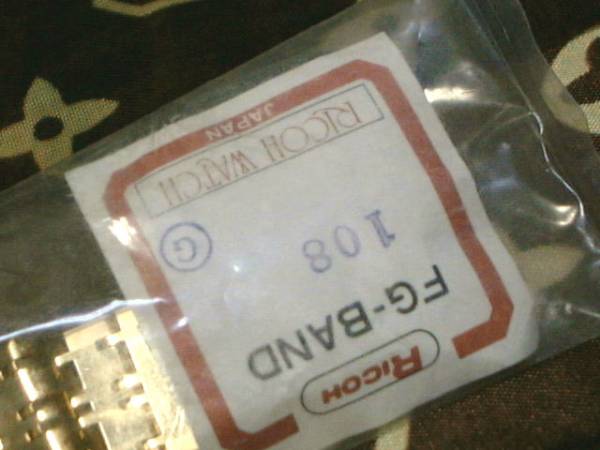 RICOH
FG-BAND
108
G
RICOH WATCH
JAPAN